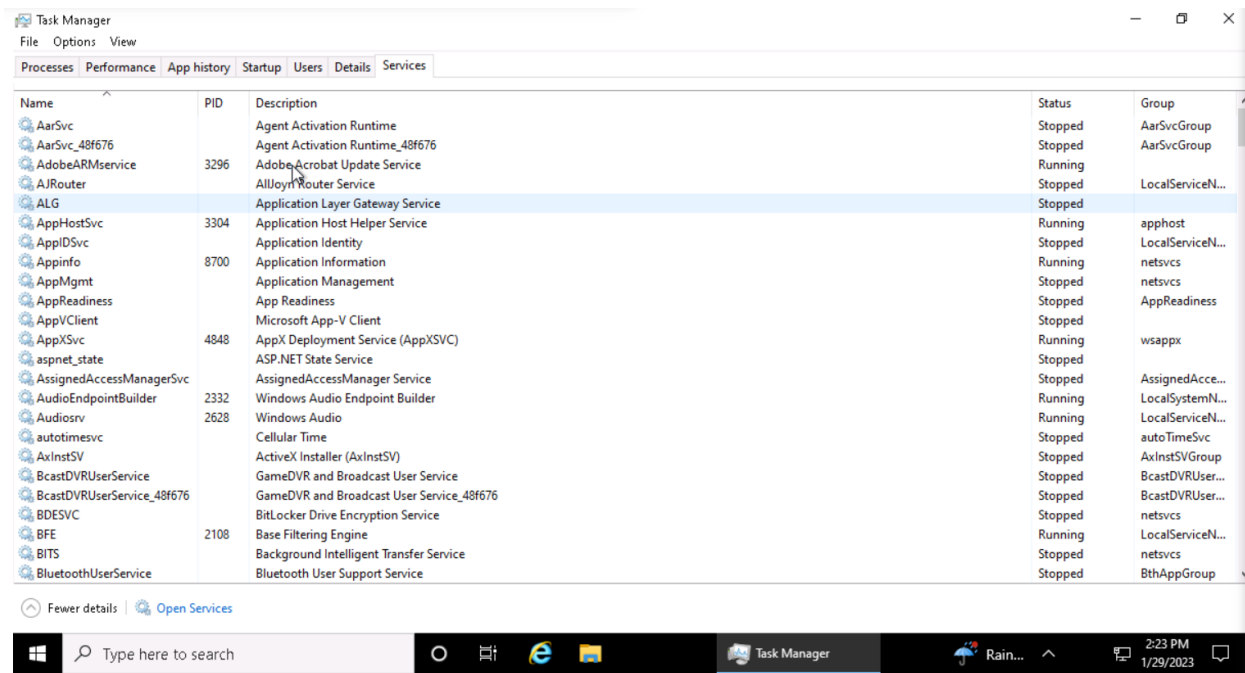 Task Manager
File Options View
Processes Performance App history Startup Users Details Services
Name PID Description Status Group
AarSvc Agent Activation Runtime Stopped AarSvcGroup
AarSvc_48f676 Agent Activation Runtime_48f676 Stopped AarSvcGroup
AdobeARMservice 3296 Adobe Acrobat Update Service Running
AJRouter AllJoyn Router Service Stopped LocalServiceN...
ALG Application Layer Gateway Service Stopped
AppHostSvc 3304 Application Host Helper Service Running apphost
AppIDSvc Application Identity Stopped LocalServiceN...
Appinfo 8700 Application Information Running netsvcs
AppMgmt Application Management Stopped netsvcs
AppReadiness App Readiness Stopped AppReadiness
AppVClient Microsoft App-V Client Stopped
AppXSvc 4848 AppX Deployment Service (AppXSVC) Running wsappx
aspnet_state ASP.NET State Service Stopped
AssignedAccessManagerSvc AssignedAccessManager Service Stopped AssignedAcce...
AudioEndpointBuilder 2332 Windows Audio Endpoint Builder Running LocalSystemN...
Audiosrv 2628 Windows Audio Running LocalServiceN...
autotimesvc Cellular Time Stopped autoTimeSvc
AxInstSV ActiveX Installer (AxInstSV) Stopped AxInstSVGroup
BcastDVRUserService GameDVR and Broadcast User Service Stopped BcastDVRUser...
BcastDVRUserService_48f676 GameDVR and Broadcast User Service_48f676 Stopped BcastDVRUser...
BDESVC BitLocker Drive Encryption Service Stopped netsvcs
BFE 2108 Base Filtering Engine Running LocalServiceN...
BITS Background Intelligent Transfer Service Stopped netsvcs
BluetoothUserService Bluetooth User Support Service Stopped BthAppGroup
Fewer details Open Services
Type here to search Task Manager Rain... 2:23 PM
1/29/2023